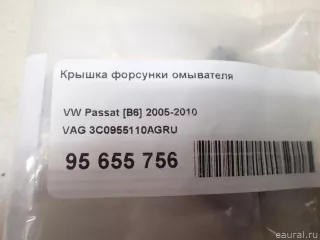 Крышка форсунки омывателя
VW Passat [B6] 2005-2010
VAG 3C0955110AGRU
95 655 756
eaural.ru